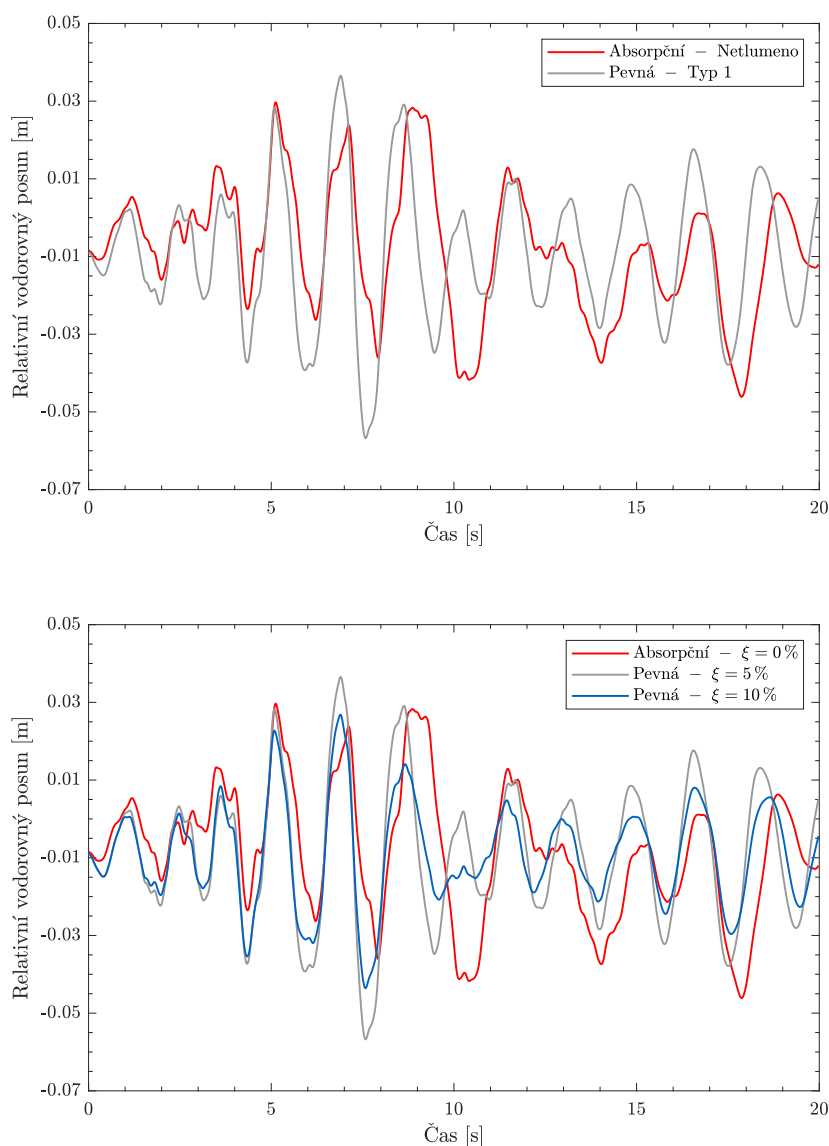 0.05
0.03
0.01
-0.01
-0.03
-0.05
-0.07
Relativní vodorovný posun [m]
Absorpční − Netlumeno
Pevná − Typ 1
0 5 10 15 20
Čas [s]
0.05
0.03
0.01
-0.01
-0.03
-0.05
-0.07
Relativní vodorovný posun [m]
Absorpční − ξ = 0 %
Pevná − ξ = 5 %
Pevná − ξ = 10 %
0 5 10 15 20
Čas [s]